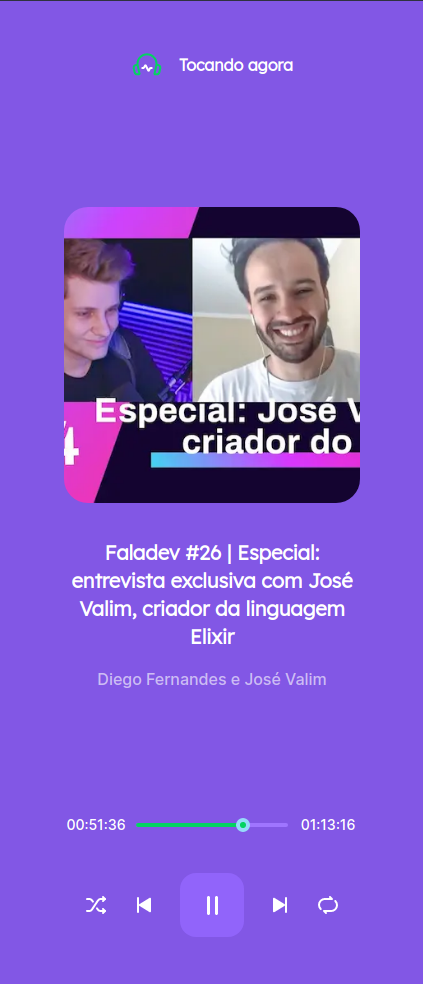 Tocando agora
Especial: José V
criador do
4
Faladev #26 | Especial:
entrevista exclusiva com José
Valim, criador da linguagem
Elixir
Diego Fernandes e José Valim
00:51:36
01:13:16